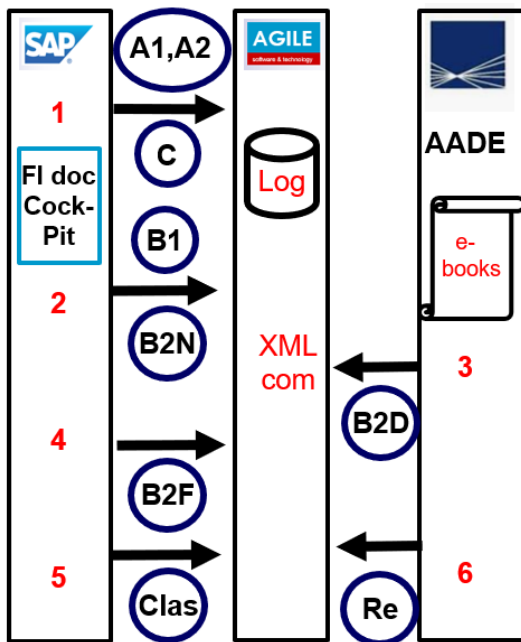 SAP
A1,A2
AGILE
software & technology
1
C
FI doc
Cock-
Pit
B1
Log
AADE
e-
books
2
B2N
XML
com
3
B2D
4
B2F
5
Clas
6
Re